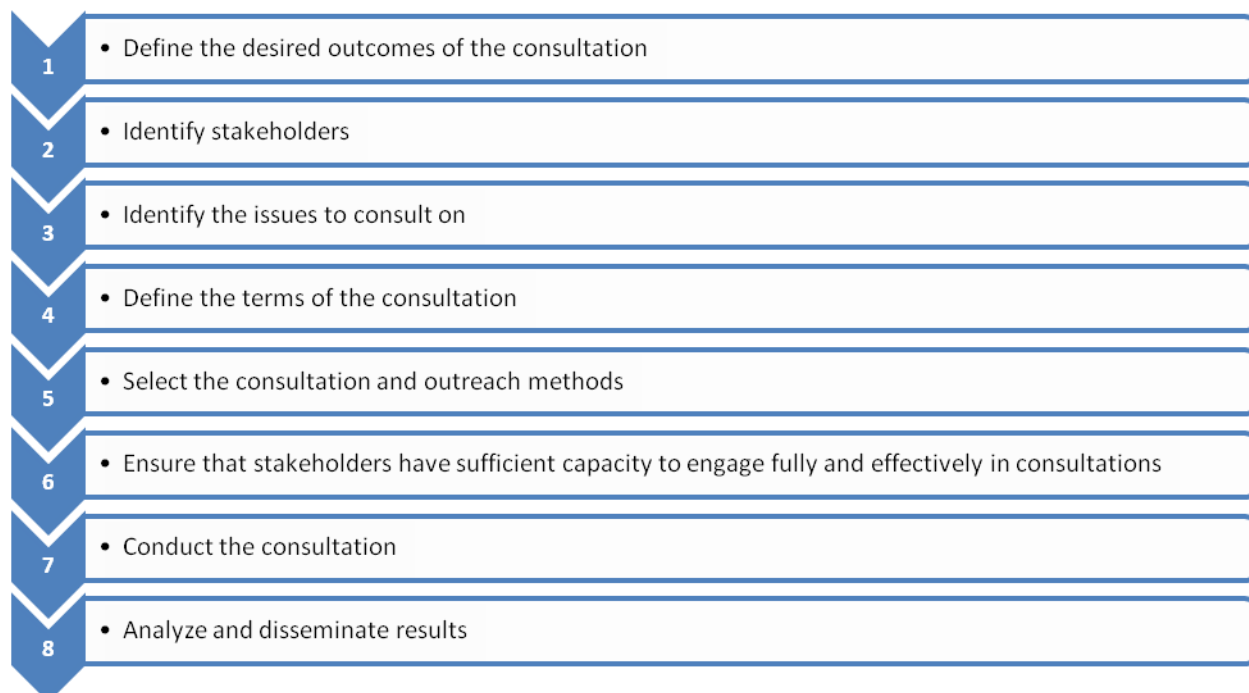 1
• Define the desired outcomes of the consultation
2
• Identify stakeholders
3
• Identify the issues to consult on
4
• Define the terms of the consultation
5
• Select the consultation and outreach methods
6
• Ensure that stakeholders have sufficient capacity to engage fully and effectively in consultations
7
• Conduct the consultation
8
• Analyze and disseminate results